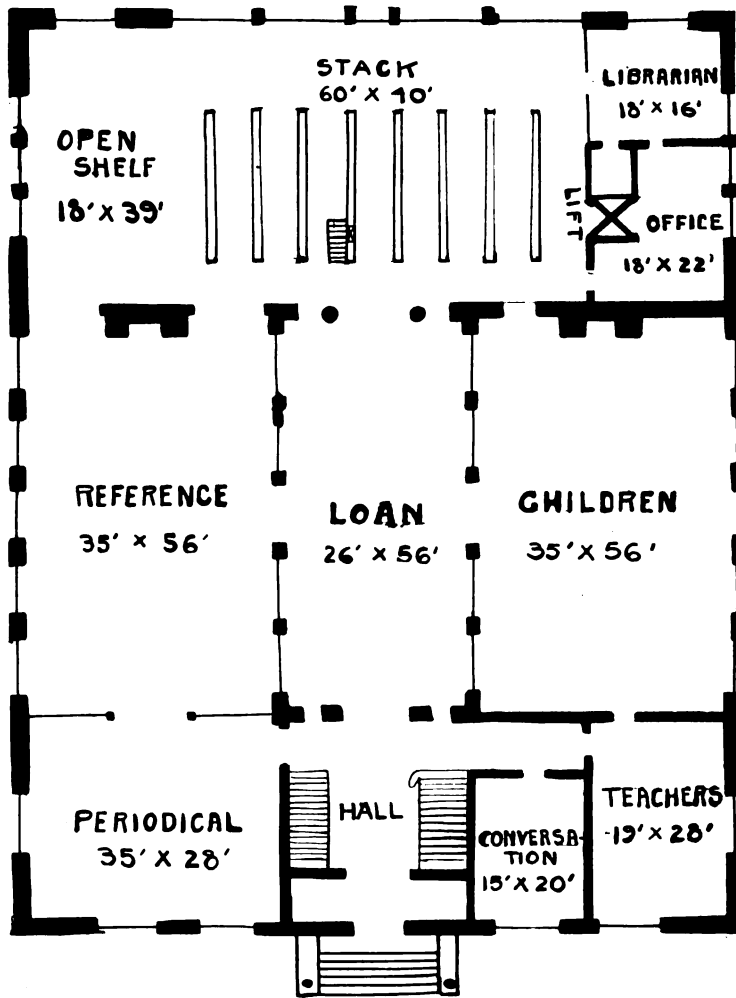 STACK
60' X 40'
LIBRARIAN
18' X 16'
OPEN
SHELF
18' X 39'
LIFT
OFFICE
18' X 22'
REFERENCE
35' X 56'
LOAN
26' X 56'
CHILDREN
35' X 56'
PERIODICAL
35' X 28'
HALL
CONVERSA-
TION
15' X 20'
TEACHERS
19' X 28'